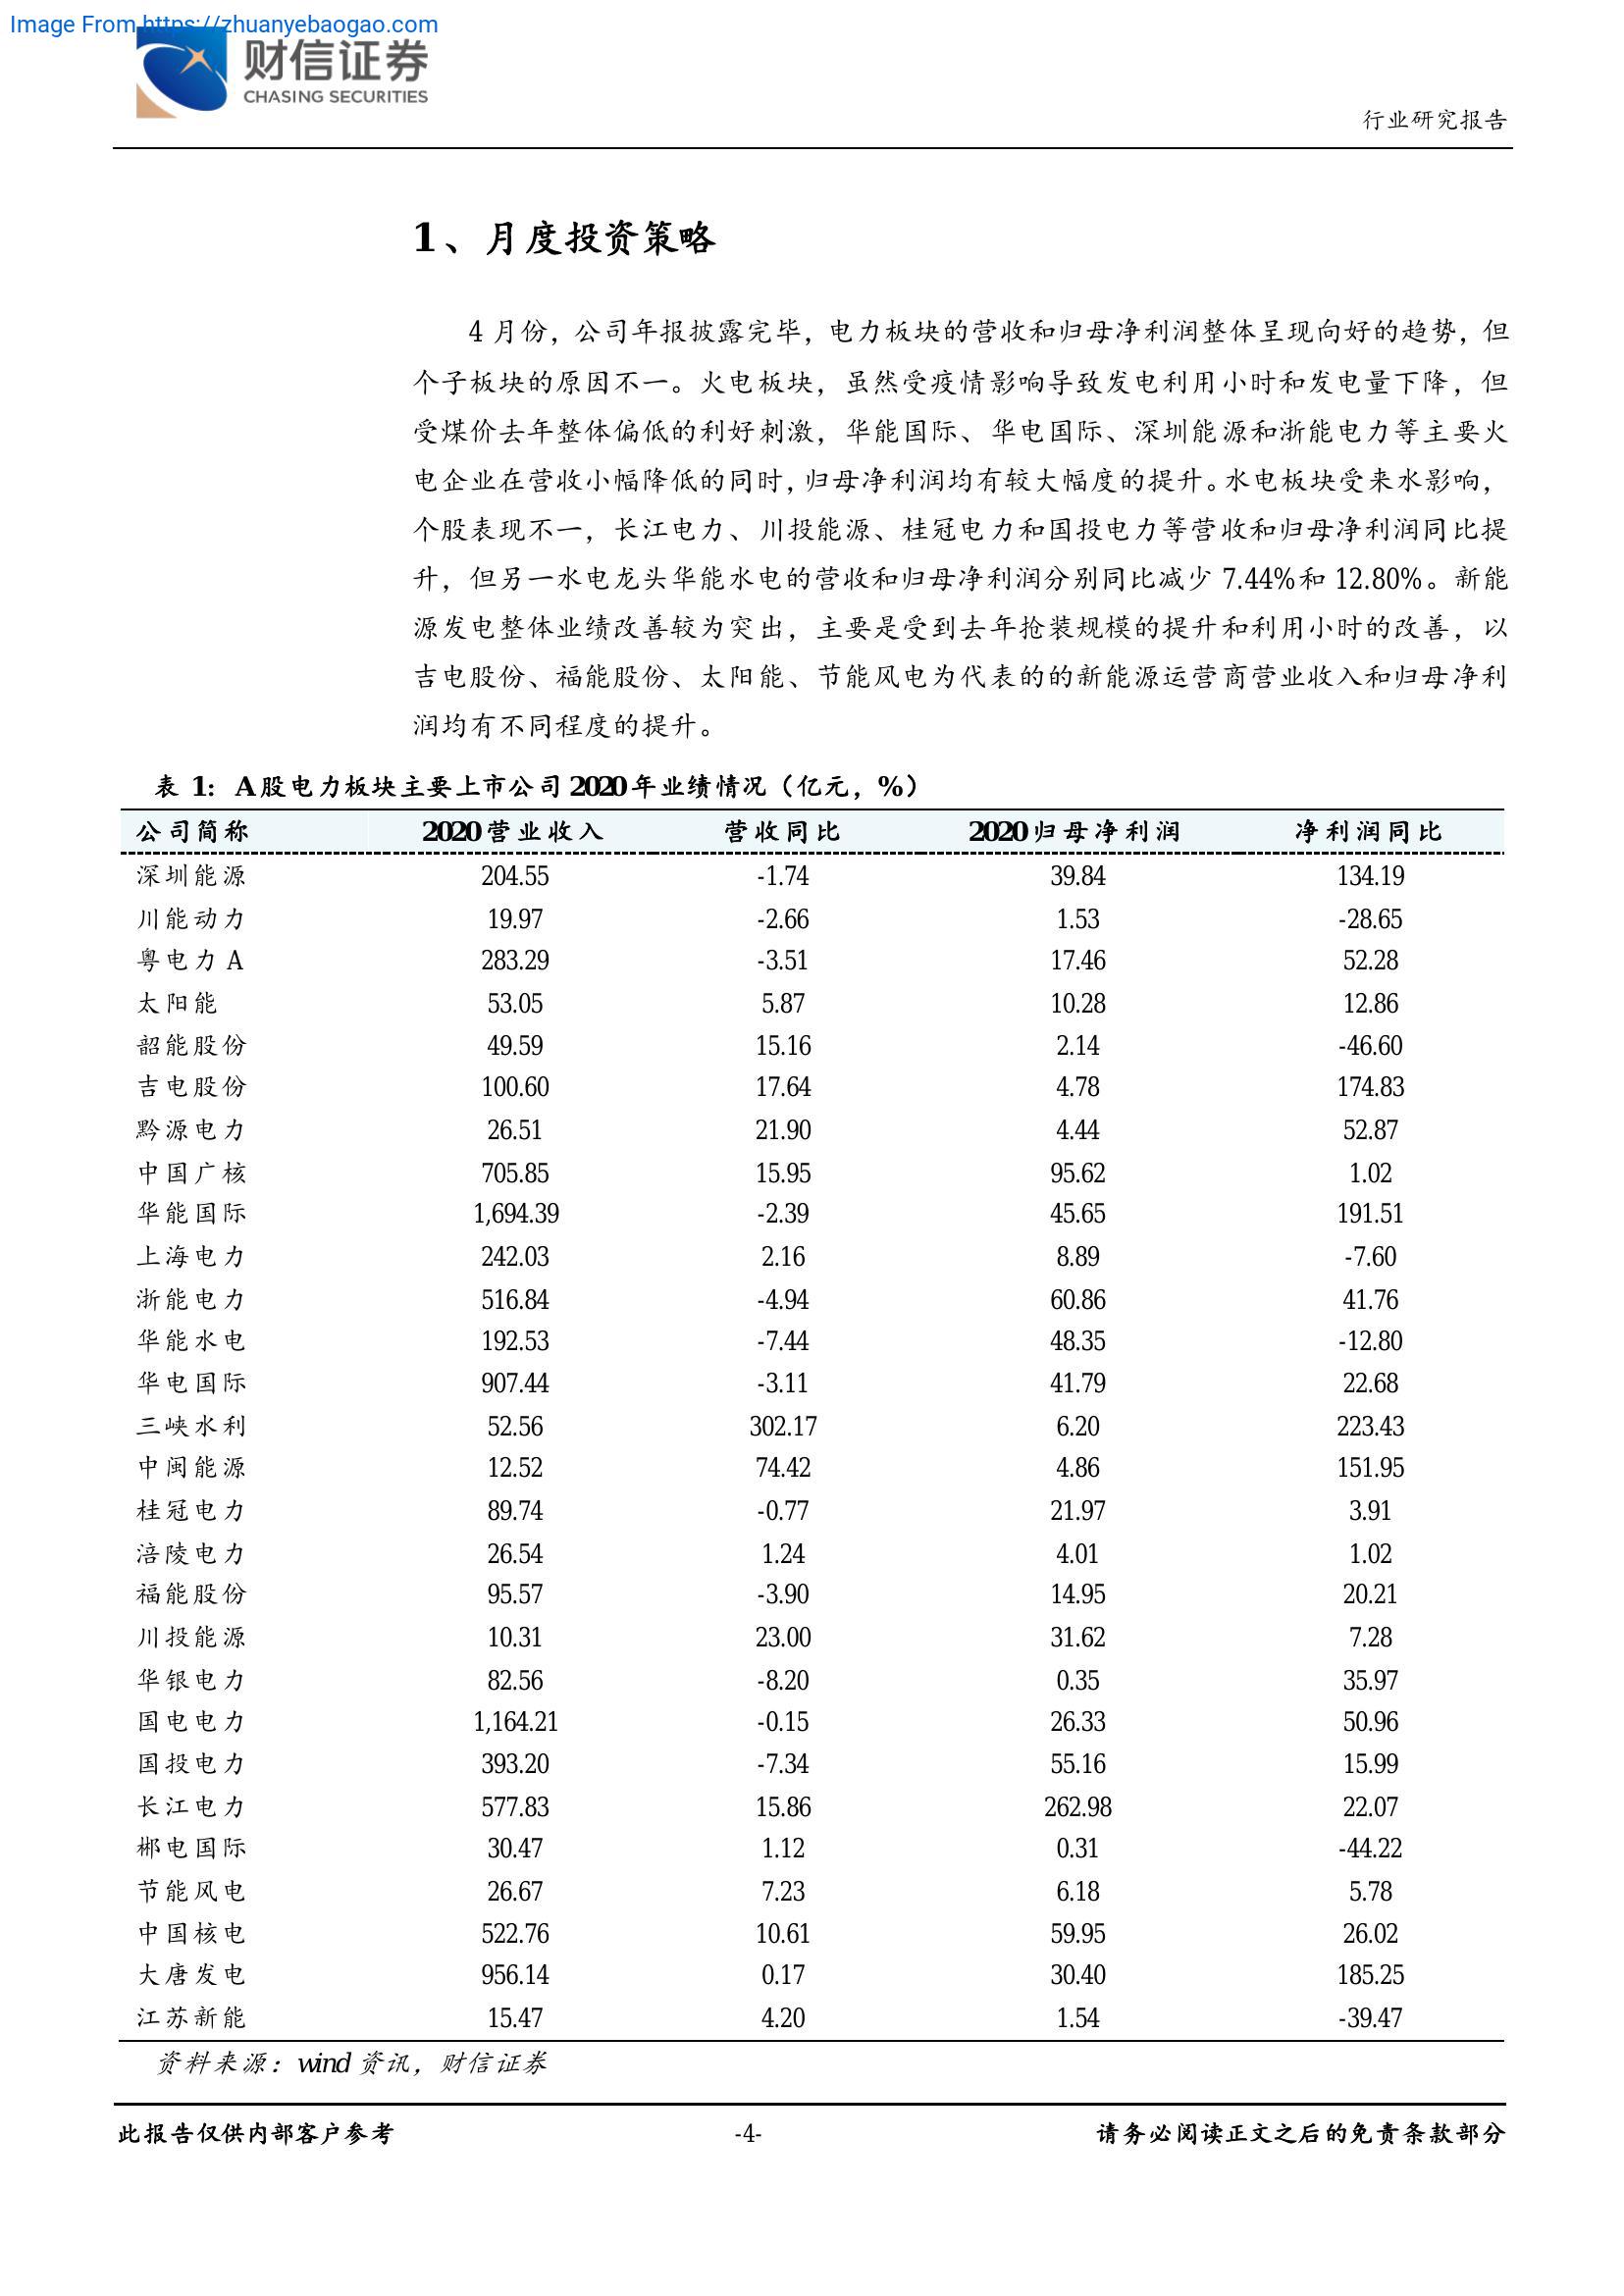 Image From https://zhuanyebaogao.com
财信证券
CHASING SECURITIES
行业研究报告
1、月度投资策略
4 月份，公司年报披露完毕，电力板块的营收和归母净利润整体呈现向好的趋势，但
个子板块的原因不一。火电板块，虽然受疫情影响导致发电利用小时和发电量下降，但
受煤价去年整体偏低的利好刺激，华能国际、华电国际、深圳能源和浙能电力等主要火
电企业在营收小幅降低的同时，归母净利润均有较大幅度的提升。水电板块受来水影响，
个股表现不一，长江电力、川投能源、桂冠电力和国投电力等营收和归母净利润同比提
升，但另一水电龙头华能水电的营收和归母净利润分别同比减少 7.44%和 12.80%。新能
源发电整体业绩改善较为突出，主要是受到去年抢装规模的提升和利用小时的改善，以
吉电股份、福能股份、太阳能、节能风电为代表的的新能源运营商营业收入和归母净利
润均有不同程度的提升。
表 1：A 股电力板块主要上市公司 2020 年业绩情况（亿元，%）
公司简称 2020 营业收入 营收同比 2020 归母净利润 净利润同比
深圳能源 204.55 -1.74 39.84 134.19
川能动力 19.97 -2.66 1.53 -28.65
粤电力 A 283.29 -3.51 17.46 52.28
太阳能 53.05 5.87 10.28 12.86
韶能股份 49.59 15.16 2.14 -46.60
吉电股份 100.60 17.64 4.78 174.83
黔源电力 26.51 21.90 4.44 52.87
中国广核 705.85 15.95 95.62 1.02
华能国际 1,694.39 -2.39 45.65 191.51
上海电力 242.03 2.16 8.89 -7.60
浙能电力 516.84 -4.94 60.86 41.76
华能水电 192.53 -7.44 48.35 -12.80
华电国际 907.44 -3.11 41.79 22.68
三峡水利 52.56 302.17 6.20 223.43
中闽能源 12.52 74.42 4.86 151.95
桂冠电力 89.74 -0.77 21.97 3.91
涪陵电力 26.54 1.24 4.01 1.02
福能股份 95.57 -3.90 14.95 20.21
川投能源 10.31 23.00 31.62 7.28
华银电力 82.56 -8.20 0.35 35.97
国电电力 1,164.21 -0.15 26.33 50.96
国投电力 393.20 -7.34 55.16 15.99
长江电力 577.83 15.86 262.98 22.07
郴电国际 30.47 1.12 0.31 -44.22
节能风电 26.67 7.23 6.18 5.78
中国核电 522.76 10.61 59.95 26.02
大唐发电 956.14 0.17 30.40 185.25
江苏新能 15.47 4.20 1.54 -39.47
资料来源：wind 资讯，财信证券
此报告仅供内部客户参考 -4- 请务必阅读正文之后的免责条款部分